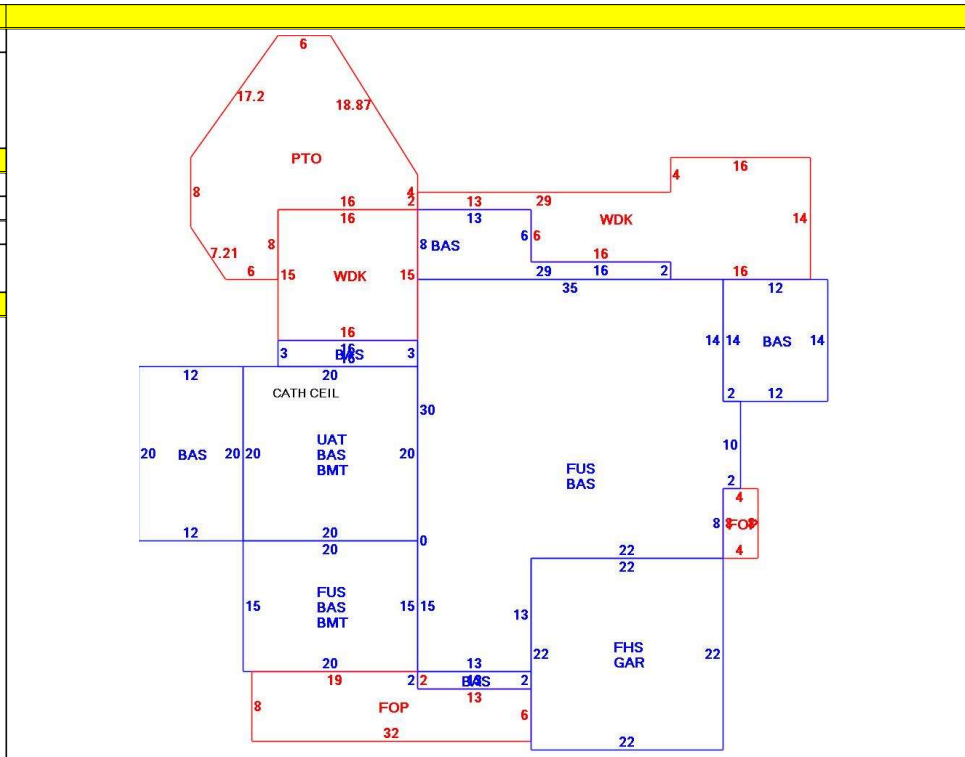 6
17.2 18.87
PTO
16
4
8
16 4 13 29
2
16 13 WDK 14
8 8 BAS 6 6
16
7.21
6 15 WDK 15 29 16 2 16
35 12
16
3 BAS 3 14 14 BAS 14
16
12 20 2 12
CATH CEIL
30
10
20 BAS 20 20 UAT 20
BAS
BMT
FUS
BAS
2
4
8 8 FOP 8
12 20 0
20 22 4
22
FUS
BAS
BMT
15 15 15 13
22 FHS 22
GAR
20 13
19 2 2 BAS 2
13
8 FOP 6
32 22